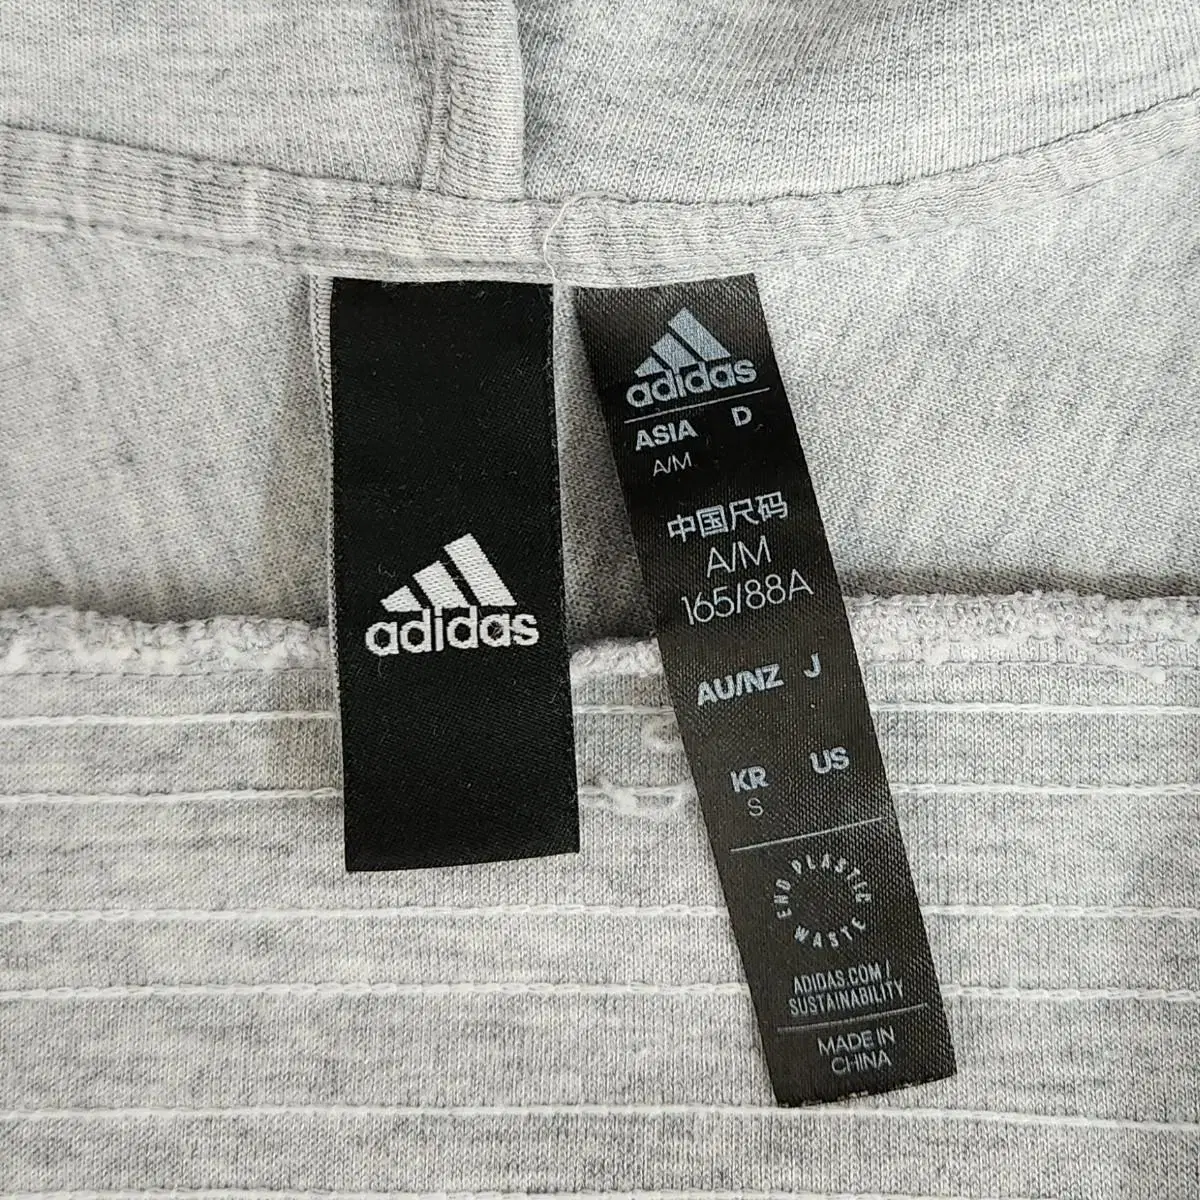 adidas
adidas
ASIA D
A/M
中国尺码
A/M
165/88A
AU/NZ J
KR US
S
END PLASTIC WASTE
ADIDAS.COM/
SUSTAINABILITY
MADE IN
CHINA